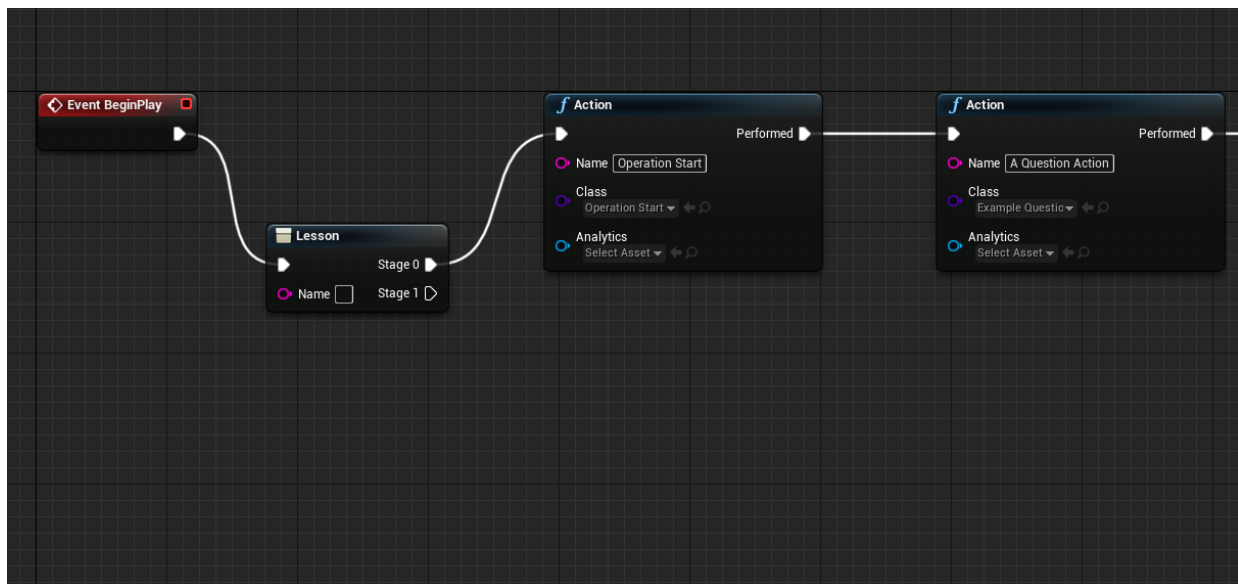 Event BeginPlay
Lesson
Stage 0
Name
Stage 1
f Action
Performed
Name Operation Start
Class
Operation Start
Analytics
Select Asset
f Action
Performed
Name A Question Action
Class
Example Questic
Analytics
Select Asset